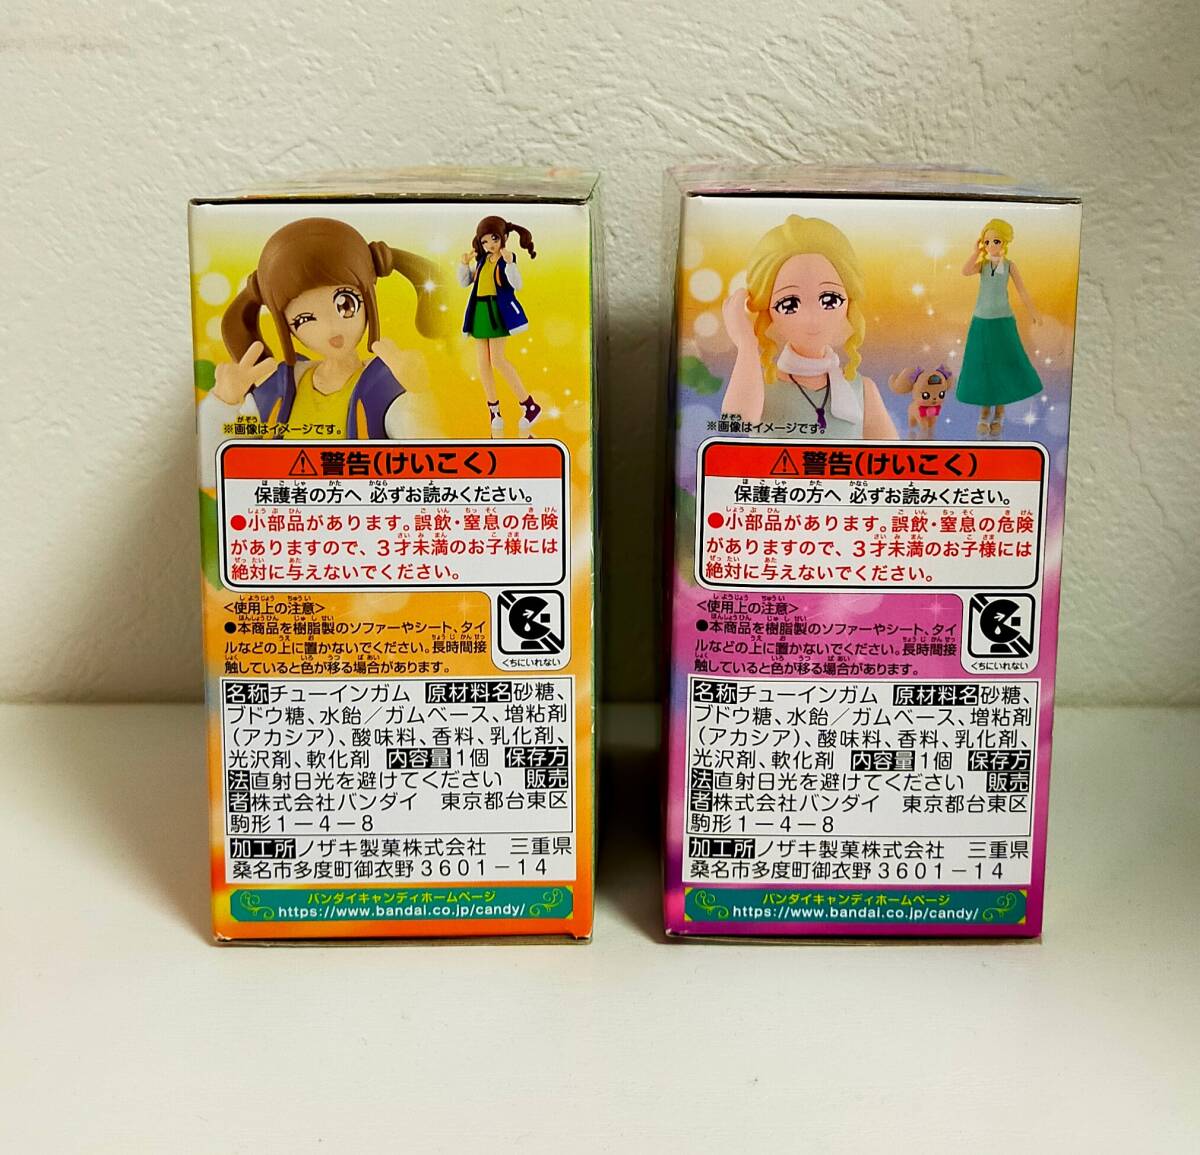 ※画像はイメージです。
⚠警告(けいこく)
保護者の方へ 必ずお読みください。
●小部品があります。誤飲・窒息の危険
がありますので、3才未満のお子様には
絶対に与えないでください。
<使用上の注意>
●本商品を樹脂製のソファーやシート、タイ
ルなどの上に置かないでください。長時間接
触していると色が移る場合があります。
くちにいれない
名称チューインガム 原材料名砂糖、
ブドウ糖、水飴/ガムベース、増粘剤
(アカシア)、酸味料、香料、乳化剤、
光沢剤、軟化剤 内容量1個 保存方
法直射日光を避けてください 販売
者株式会社バンダイ 東京都台東区
駒形1-4-8
加工所ノザキ製菓株式会社 三重県
桑名市多度町御衣野3601-14
バンダイキャンディホームページ
https://www.bandai.co.jp/candy/
※画像はイメージです。
⚠警告(けいこく)
保護者の方へ 必ずお読みください。
●小部品があります。誤飲・窒息の危険
がありますので、3才未満のお子様には
絶対に与えないでください。
<使用上の注意>
●本商品を樹脂製のソファーやシート、タイ
ルなどの上に置かないでください。長時間接
触していると色が移る場合があります。
くちにいれない
名称チューインガム 原材料名砂糖、
ブドウ糖、水飴/ガムベース、増粘剤
(アカシア)、酸味料、香料、乳化剤、
光沢剤、軟化剤 内容量1個 保存方
法直射日光を避けてください 販売
者株式会社バンダイ 東京都台東区
駒形1-4-8
加工所ノザキ製菓株式会社 三重県
桑名市多度町御衣野3601-14
バンダイキャンディホームページ
https://www.bandai.co.jp/candy/